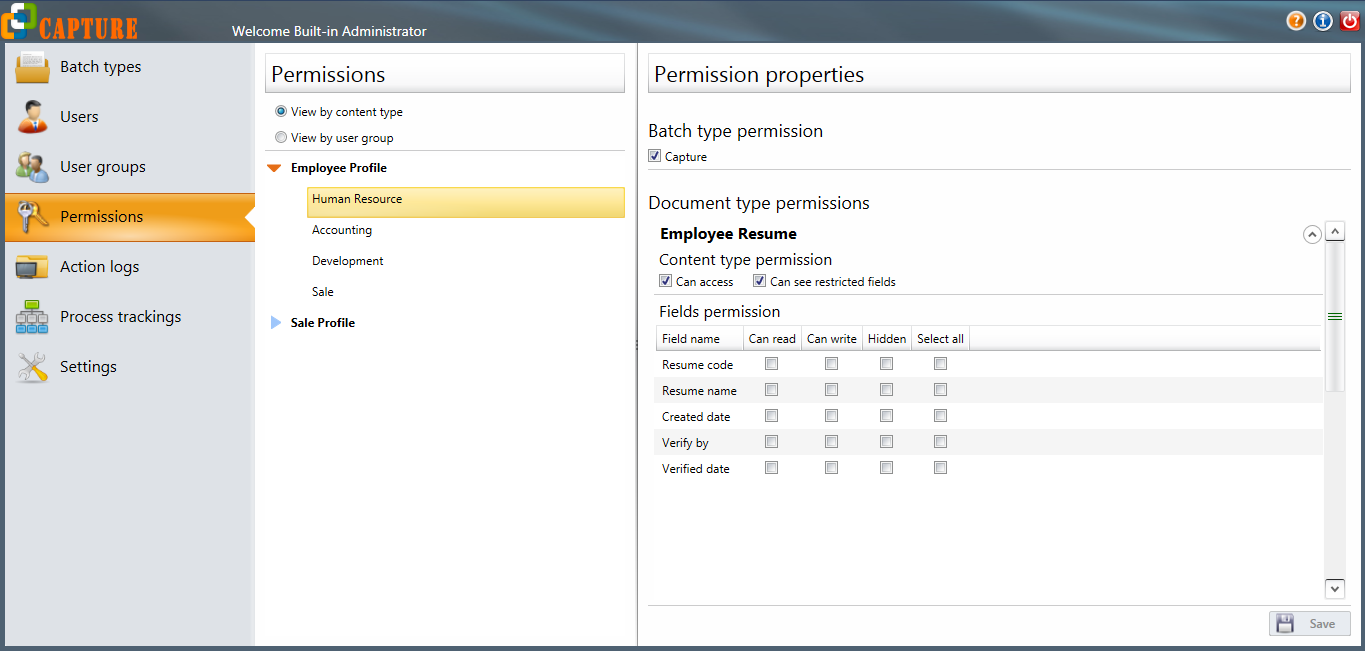 CAPTURE
Welcome Built-in Administrator
Batch types
Users
User groups
Permissions
Action logs
Process trackings
Settings
Permissions
View by content type
View by user group
Employee Profile
Human Resource
Accounting
Development
Sale
Sale Profile
Permission properties
Batch type permission
Capture
Document type permissions
Employee Resume
Content type permission
Can access Can see restricted fields
Fields permission
Field name Can read Can write Hidden Select all
Resume code
Resume name
Created date
Verify by
Verified date
Save